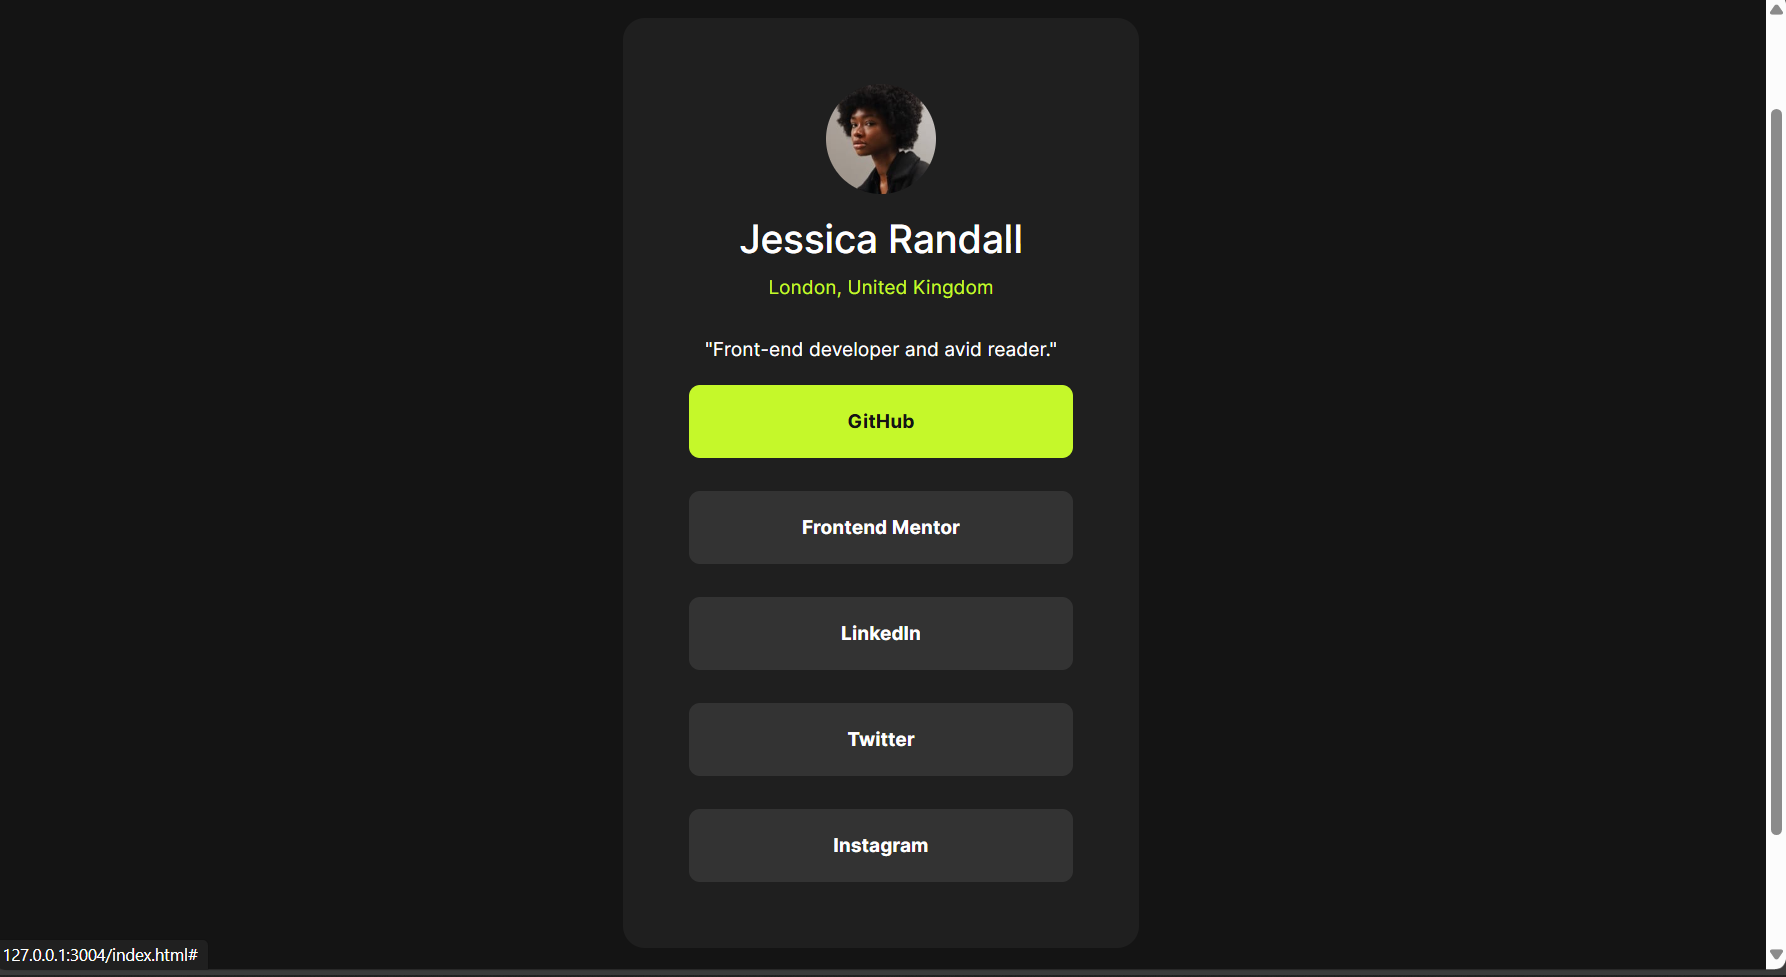 Jessica Randall
London, United Kingdom
"Front-end developer and avid reader."
GitHub
Frontend Mentor
LinkedIn
Twitter
Instagram
127.0.0.1:3004/index.html#